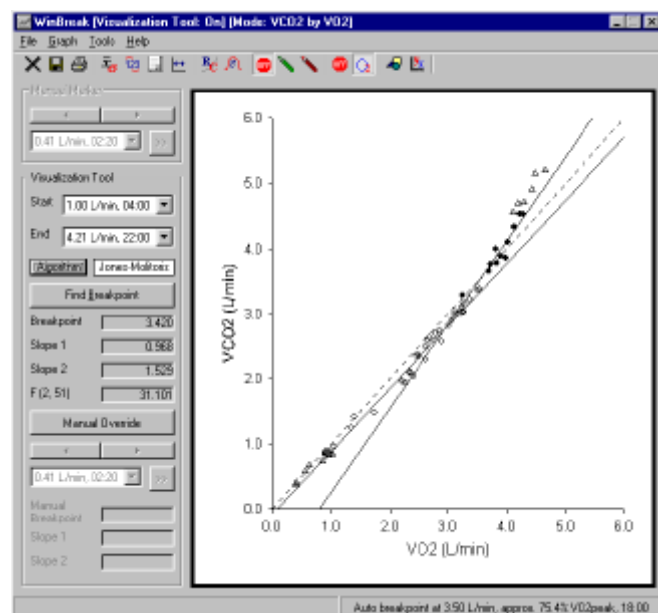 WinBreak [Visualization Tool: On] [Mode: VCO2 by VO2]
File Graph Tools Help
Manual Marker
0.41 L/min, 02:20 >>
Visualization Tool
Start 1.00 L/min, 04:00
End 4.21 L/min, 22:00
Algorithm Jones-Molitoris
Find Breakpoint
Breakpoint 3.420
Slope 1 0.968
Slope 2 1.529
F (2, 51) 31.101
Manual Override
0.41 L/min, 02:20 >>
Manual
Breakpoint
Slope 1
Slope 2
6.0
5.0
4.0
3.0
2.0
1.0
0.0
VCO2 (L/min)
0.0 1.0 2.0 3.0 4.0 5.0 6.0
VO2 (L/min)
Auto breakpoint at 3.50 L/min, approx. 75.4% VO2peak, 18:00